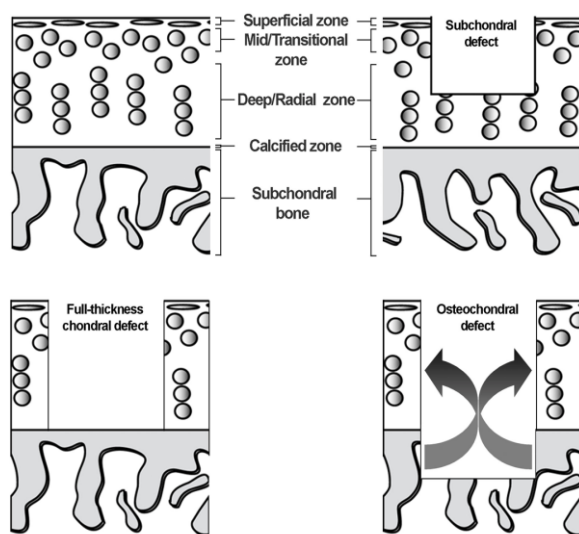 Superficial zone
Mid/Transitional
zone
Deep/Radial zone
Calcified zone
Subchondral
bone
Subchondral
defect
Full-thickness
chondral defect
Osteochondral
defect